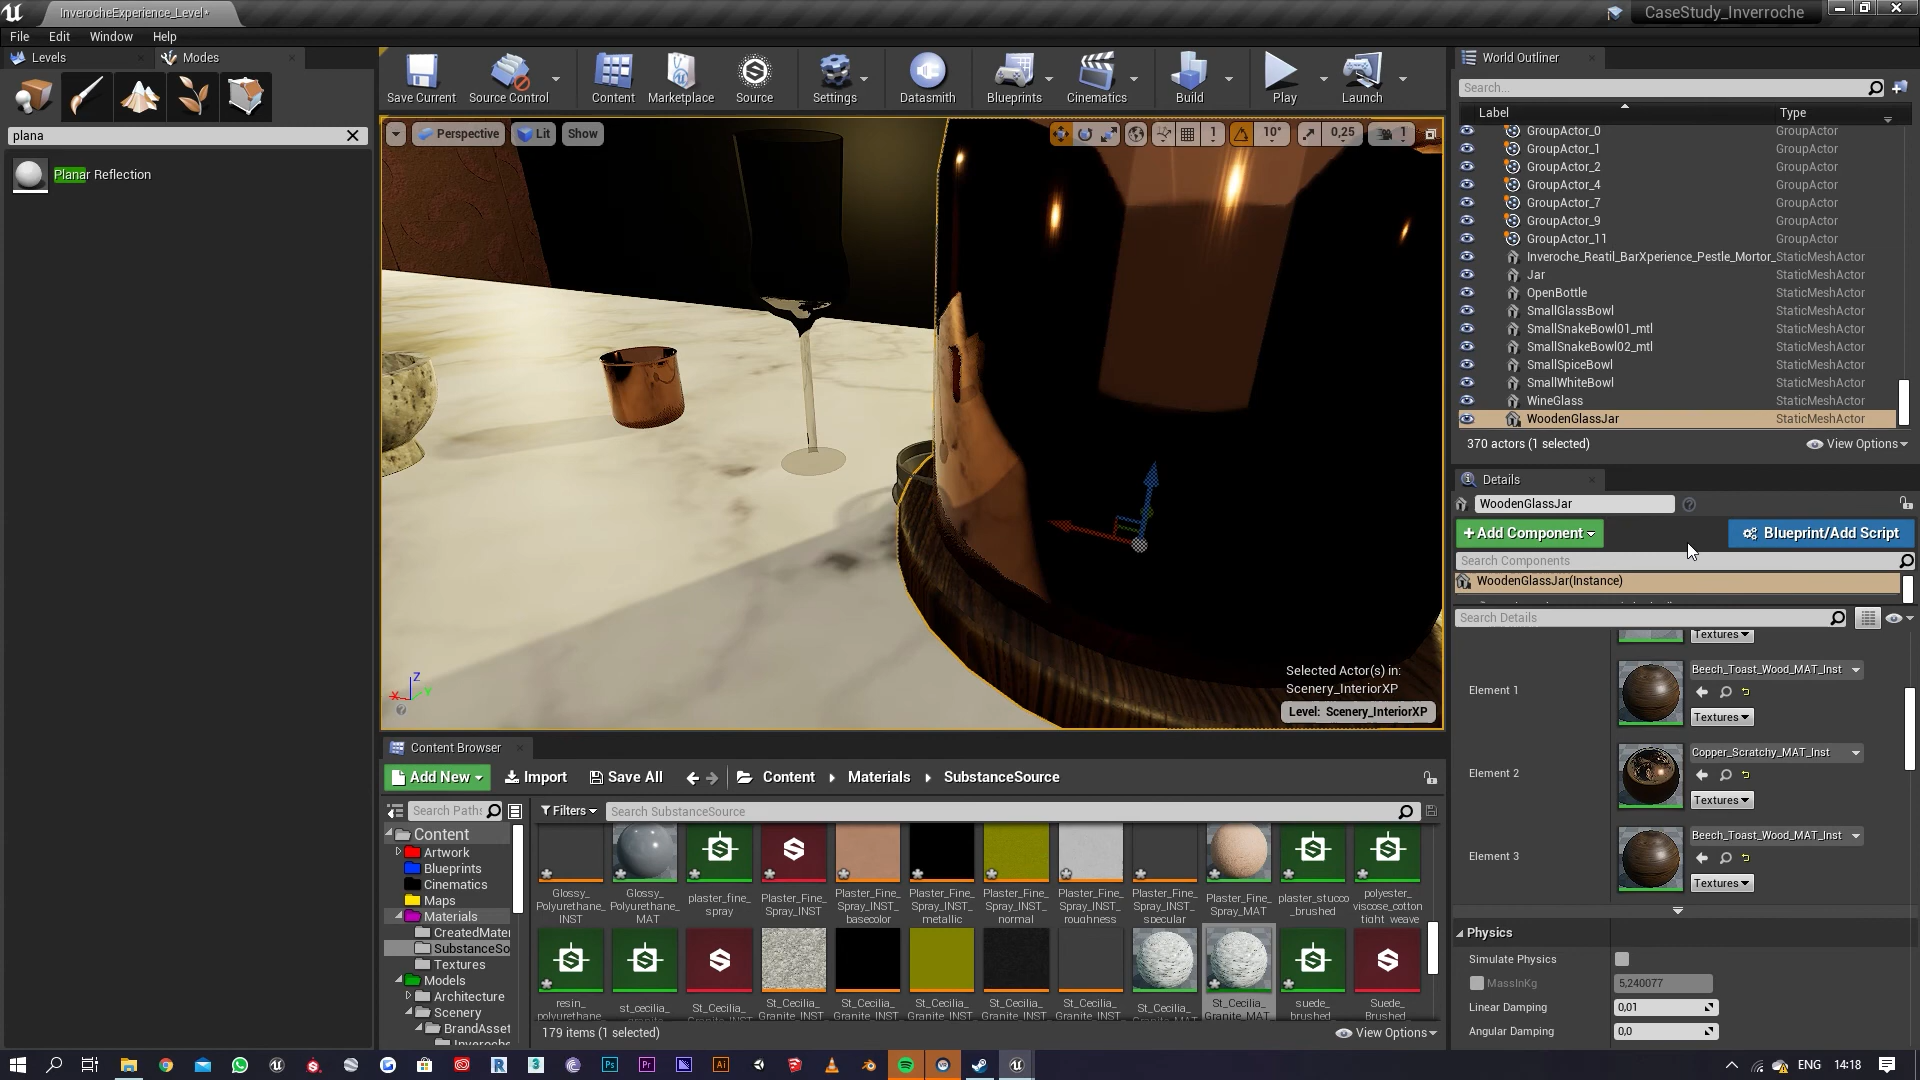 InverocheExperience_Level*
CaseStudy_Inverroche
File Edit Window Help
Levels
Modes
plana
Planar Reflection
Save Current
Source Control
Content
Marketplace
Source
Settings
Datasmith
Blueprints
Cinematics
Build
Play
Launch
Perspective
Lit
Show
1
10°
0,25
1
Selected Actor(s) in:
Scenery_InteriorXP
Level: Scenery_InteriorXP
World Outliner
Search...
Label Type
GroupActor_0 GroupActor
GroupActor_1 GroupActor
GroupActor_2 GroupActor
GroupActor_4 GroupActor
GroupActor_7 GroupActor
GroupActor_9 GroupActor
GroupActor_11 GroupActor
Inveroche_Reatil_BarXperience_Pestle_Mortor_ StaticMeshActor
Jar StaticMeshActor
OpenBottle StaticMeshActor
SmallGlassBowl StaticMeshActor
SmallSnakeBowl01_mtl StaticMeshActor
SmallSnakeBowl02_mtl StaticMeshActor
SmallSpiceBowl StaticMeshActor
SmallWhiteBowl StaticMeshActor
WineGlass StaticMeshActor
WoodenGlassJar StaticMeshActor
370 actors (1 selected)
View Options
Details
WoodenGlassJar
+Add Component
Blueprint/Add Script
Search Components
WoodenGlassJar(Instance)
Search Details
Textures
Element 1
Beech_Toast_Wood_MAT_Inst
Textures
Element 2
Copper_Scratchy_MAT_Inst
Textures
Element 3
Beech_Toast_Wood_MAT_Inst
Textures
Physics
Simulate Physics
MassInKg 5,240077
Linear Damping 0,01
Angular Damping 0,0
Content Browser
Add New
Import
Save All
Content
Materials
SubstanceSource
Search Paths
Filters
Search SubstanceSource
Content
Artwork
Blueprints
Cinematics
Maps
Materials
CreatedMate
SubstanceSo
Textures
Models
Architecture
Scenery
BrandAsset
Glossy_ Polyurethane_ INST
Glossy_ Polyurethane_ MAT
plaster_fine_ spray
Plaster_Fine_ Spray_INST
Plaster_Fine_ Spray_INST_ basecolor
Plaster_Fine_ Spray_INST_ metallic
Plaster_Fine_ Spray_INST_ normal
Plaster_Fine_ Spray_INST_ roughness
Plaster_Fine_ Spray_INST_ specular
Plaster_Fine_ Spray_MAT
plaster_stucco _brushed
polyester_ viscose_cotton tight_weave
resin_ polyurethane_
st_cecilia_ granite
St_Cecilia_
St_Cecilia_ Granite_INST
St_Cecilia_ Granite_INST
St_Cecilia_ Granite_INST
St_Cecilia_ Granite_INST
St_Cecilia_ Granite_INST
St_Cecilia_
St_Cecilia_ Granite_MAT
suede_ brushed
Suede_ Brushed
179 items (1 selected)
View Options
ENG
14:18